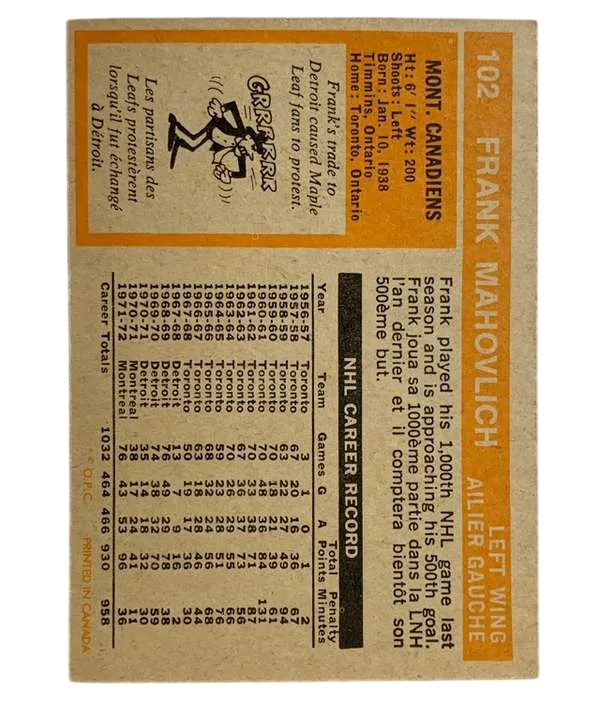 102 FRANK MAHOVLICH LEFT WING
AILIER GAUCHE
MONT. CANADIENS
Ht: 6' 1" Wt: 200
Shoots: Left
Born: Jan. 10, 1938
Timmins, Ontario
Home: Toronto, Ontario
Frank's trade to
Detroit caused Maple
Leaf fans to protest.
GRRRRRR
Les partisans des
Leafs protestèrent
lorsqu'il fut échangé
à Détroit.
Frank played his 1,000th NHL game last
season and is approaching his 500th goal.
Frank joua sa 1000ème partie dans la LNH
l'an dernier et il comptera bientôt son
500ème but.
NHL CAREER RECORD
Total Penalty
Year Team Games G A Points Minutes
1956-57 Toronto 3 1 0 1 2
1957-58 Toronto 67 20 16 36 67
1958-59 Toronto 63 22 27 49 94
1959-60 Toronto 70 18 21 39 61
1960-61 Toronto 70 48 36 84 131
1961-62 Toronto 70 33 38 71 87
1962-63 Toronto 67 36 37 73 56
1963-64 Toronto 70 26 29 55 66
1964-65 Toronto 59 23 28 51 76
1965-66 Toronto 68 32 24 56 68
1966-67 Toronto 63 18 28 46 44
1967-68 Toronto 50 19 17 36 30
1967-68 Detroit 13 7 9 16 2
1968-69 Detroit 76 49 29 78 38
1969-70 Detroit 74 38 32 70 59
1970-71 Detroit 35 14 18 32 30
1970-71 Montreal 38 17 24 41 11
1971-72 Montreal 76 43 53 96 36
Career Totals 1032 464 466 930 958
O.P.C. PRINTED IN CANADA